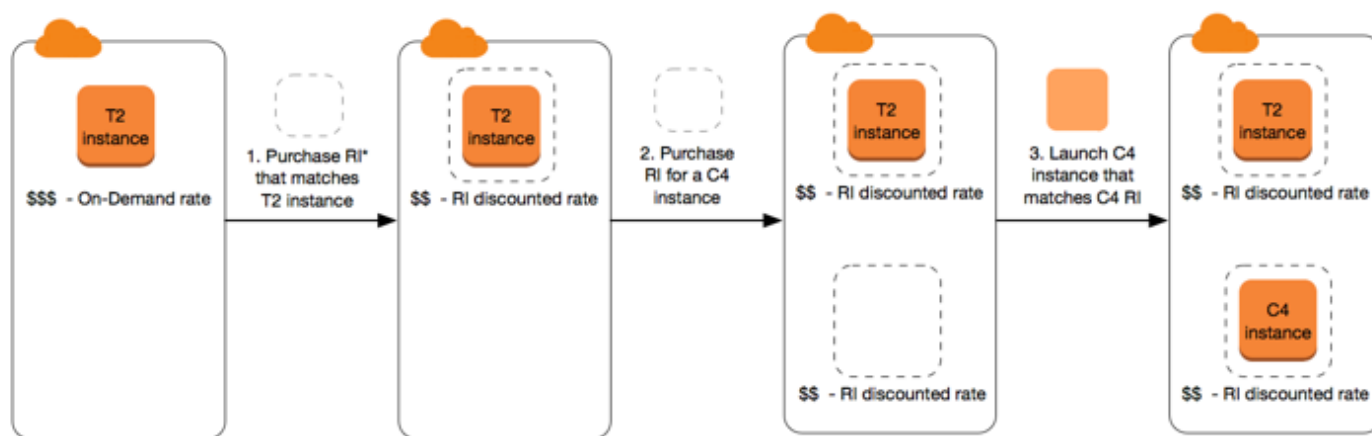 T2
instance
$$$ - On-Demand rate
1. Purchase RI*
that matches
T2 instance
T2
instance
$$ - RI discounted rate
2. Purchase
RI for a C4
instance
T2
instance
$$ - RI discounted rate
$$ - RI discounted rate
3. Launch C4
instance that
matches C4 RI
T2
instance
$$ - RI discounted rate
C4
instance
$$ - RI discounted rate